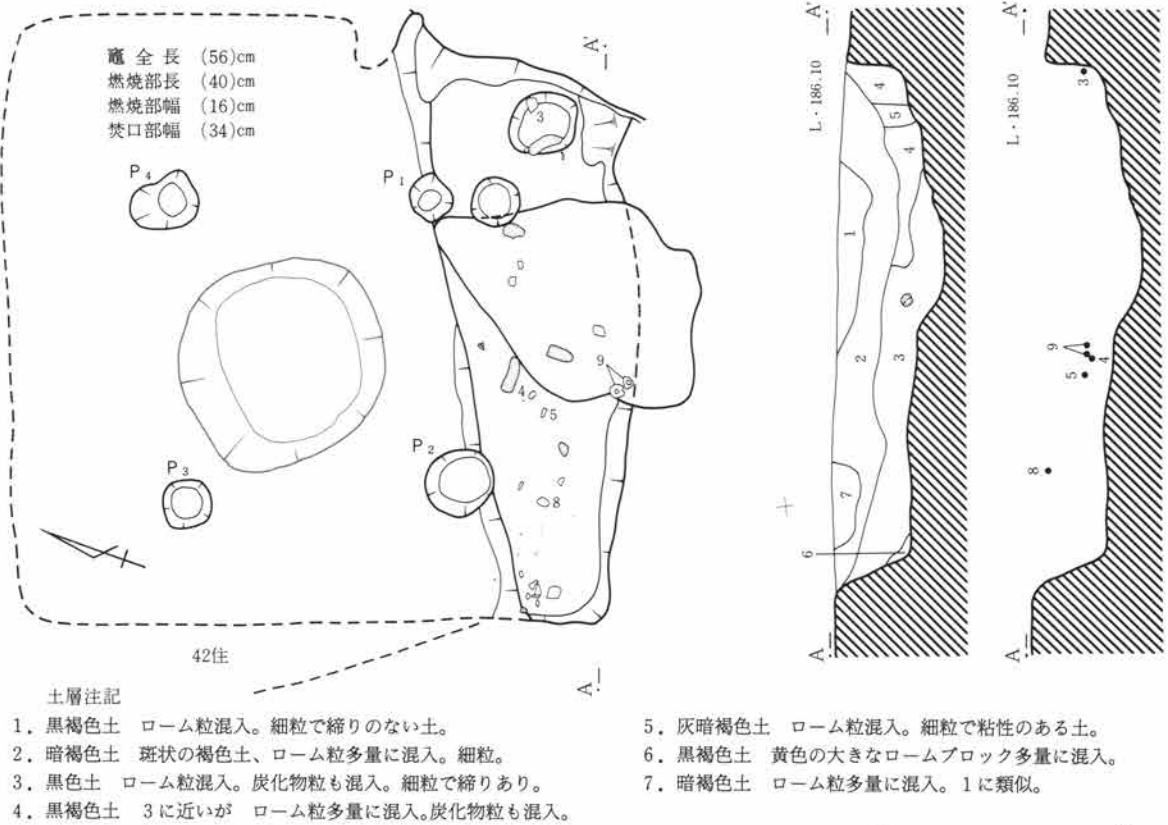 竈 全 長 (56)cm
燃焼部長 (40)cm
燃焼部幅 (16)cm
焚口部幅 (34)cm
A'
3
P4
P1
9
4
5
P2
8
P3
42住
A
A'
L・186.10
4
5
4
1
2
3
7
6
A
A'
L・186.10
3
9
4
5
8
A
土層注記
1. 黒褐色土 ローム粒混入。細粒で締りのない土。
2. 暗褐色土 斑状の褐色土、ローム粒多量に混入。細粒。
3. 黒色土 ローム粒混入。炭化物粒も混入。細粒で締りあり。
4. 黒褐色土 3に近いが ローム粒多量に混入。炭化物粒も混入。
5. 灰暗褐色土 ローム粒混入。細粒で粘性のある土。
6. 黒褐色土 黄色の大きなロームブロック多量に混入。
7. 暗褐色土 ローム粒多量に混入。1に類似。